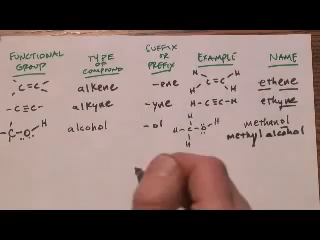 FUNCTIONAL GROUP TYPE OF COMPOUND SUFFIX OR PREFIX EXAMPLE NAME
C=C alkene -ene H H C=C H H ethene
-C≡C- alkyne -yne H-C≡C-H ethyne
-C-O-H alcohol -ol H H-C-O-H H methanol
methyl alcohol